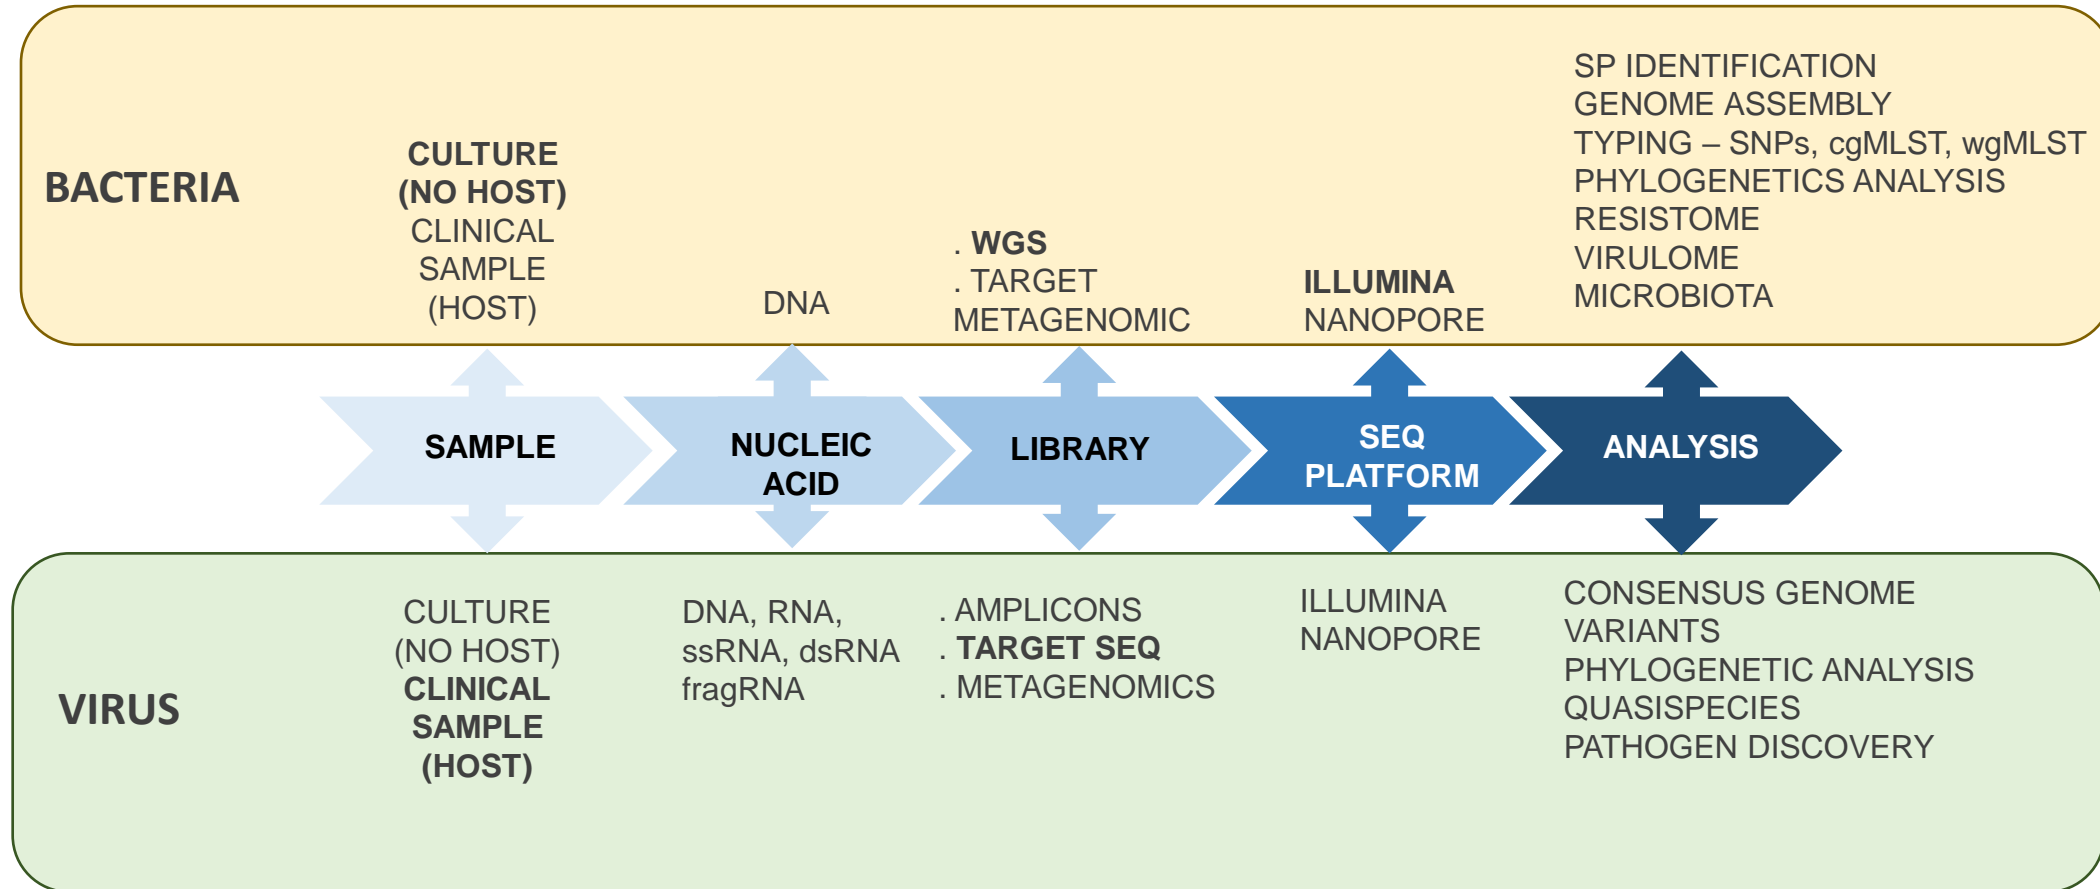 BACTERIA
CULTURE
(NO HOST)
CLINICAL
SAMPLE
(HOST)
DNA
. WGS
. TARGET
METAGENOMIC
ILLUMINA
NANOPORE
SP IDENTIFICATION
GENOME ASSEMBLY
TYPING – SNPs, cgMLST, wgMLST
PHYLOGENETICS ANALYSIS
RESISTOME
VIRULOME
MICROBIOTA
SAMPLE
NUCLEIC
ACID
LIBRARY
SEQ
PLATFORM
ANALYSIS
VIRUS
CULTURE
(NO HOST)
CLINICAL
SAMPLE
(HOST)
DNA, RNA,
ssRNA, dsRNA
fragRNA
. AMPLICONS
. TARGET SEQ
. METAGENOMICS
ILLUMINA
NANOPORE
CONSENSUS GENOME
VARIANTS
PHYLOGENETIC ANALYSIS
QUASISPECIES
PATHOGEN DISCOVERY